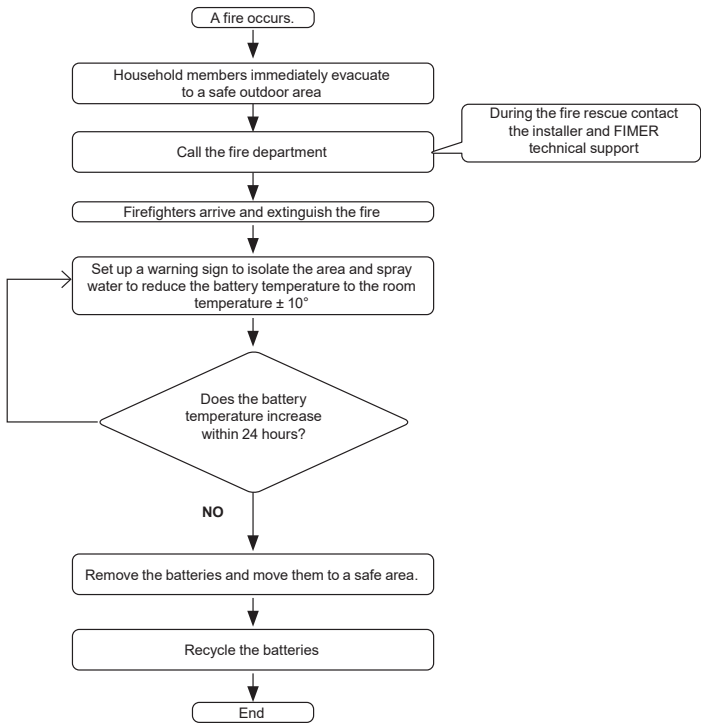 A fire occurs.
Household members immediately evacuate
to a safe outdoor area
During the fire rescue contact
the installer and FIMER
technical support
Call the fire department
Firefighters arrive and extinguish the fire
Set up a warning sign to isolate the area and spray
water to reduce the battery temperature to the room
temperature ± 10°
Does the battery
temperature increase
within 24 hours?
NO
Remove the batteries and move them to a safe area.
Recycle the batteries
End